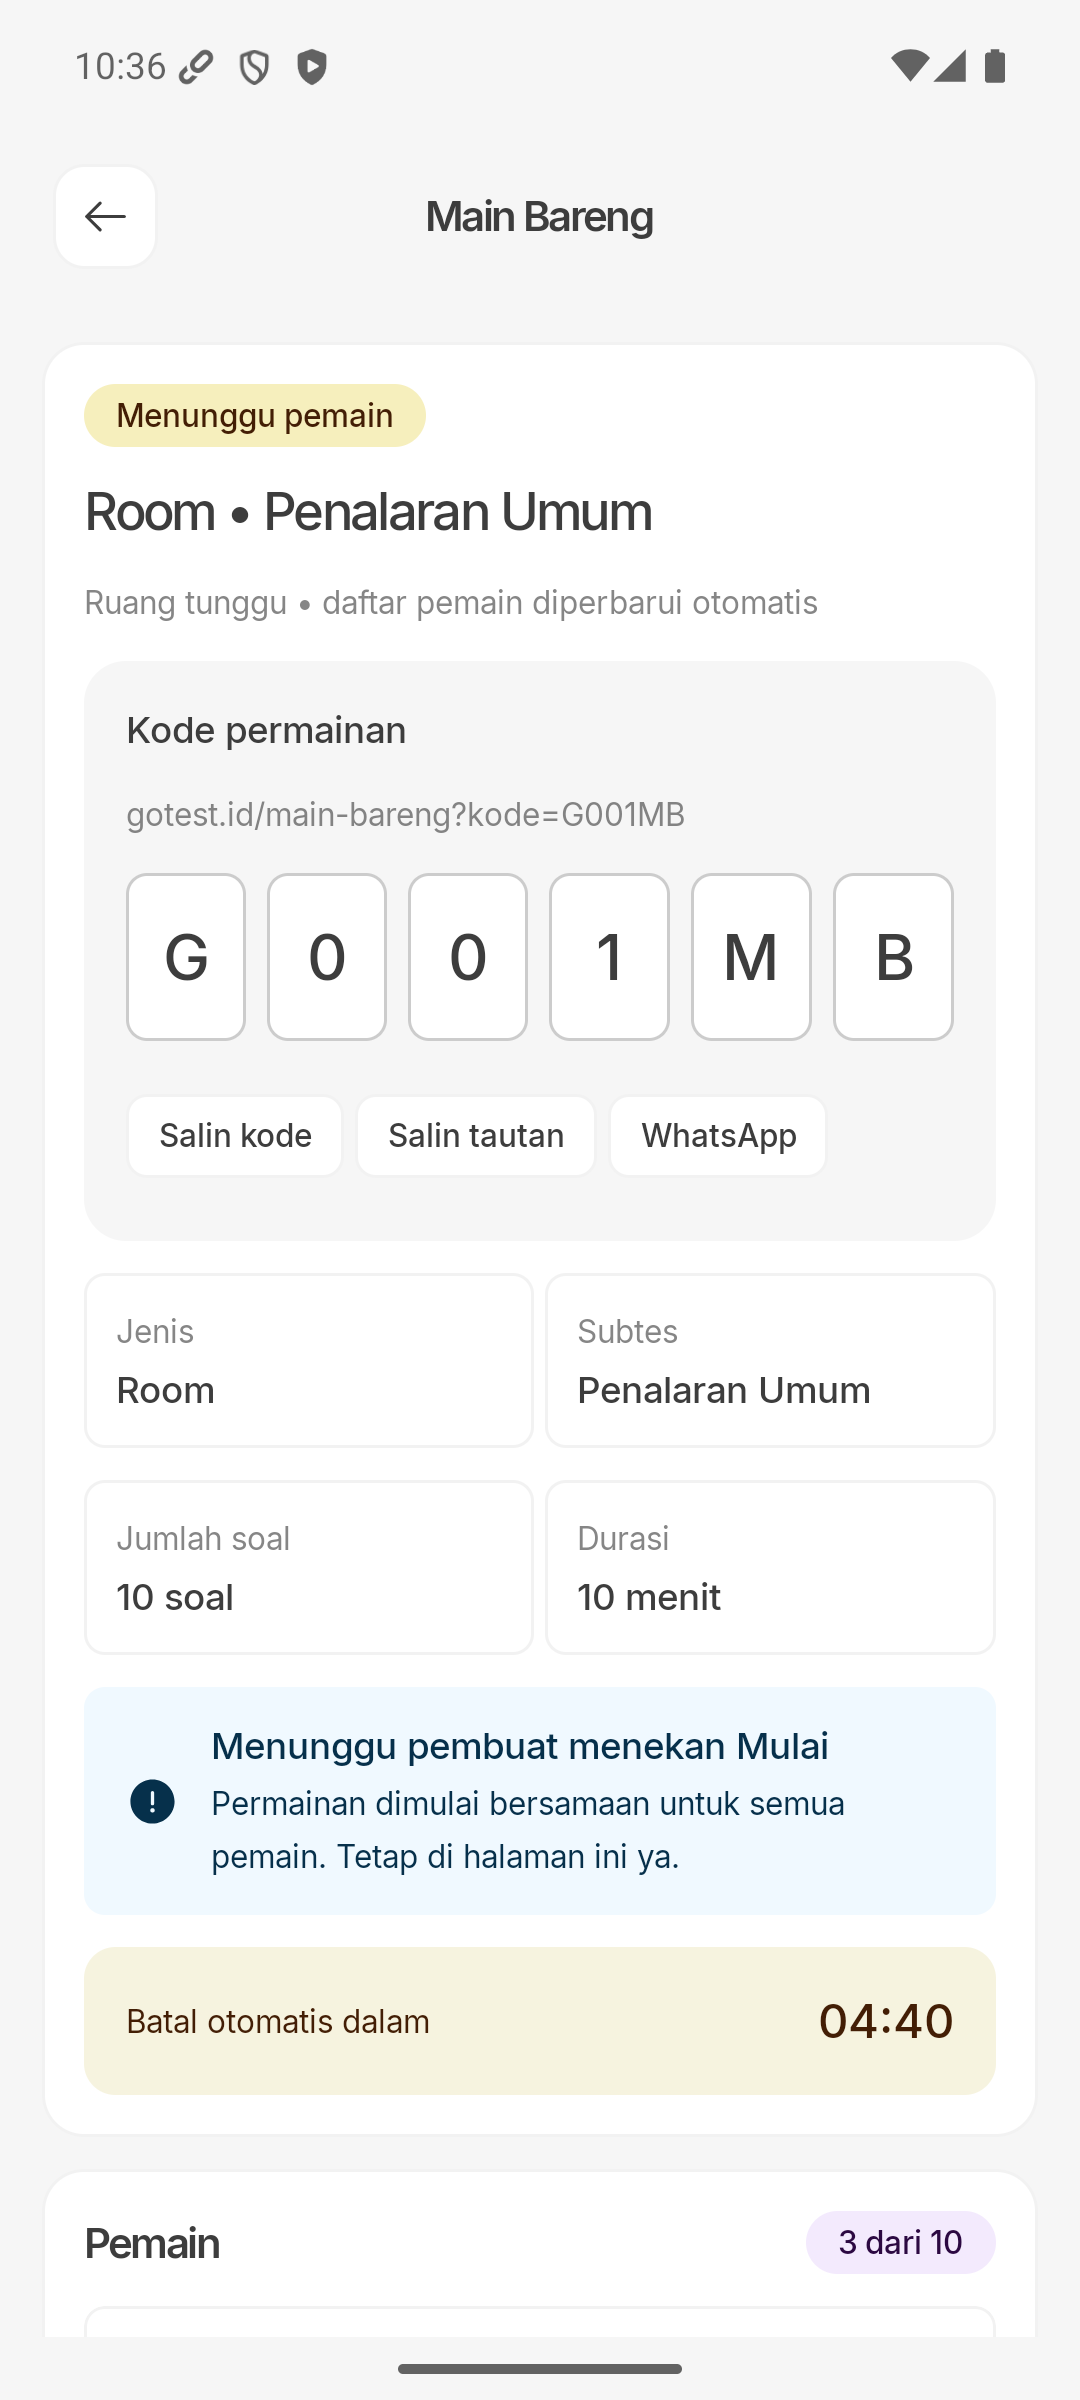 10:36
Main Bareng
Menunggu pemain
Room • Penalaran Umum
Ruang tunggu • daftar pemain diperbarui otomatis
Kode permainan
gotest.id/main-bareng?kode=G001MB
G 0 0 1 M B
Salin kode Salin tautan WhatsApp
Jenis Subtes
Room Penalaran Umum
Jumlah soal Durasi
10 soal 10 menit
Menunggu pembuat menekan Mulai
Permainan dimulai bersamaan untuk semua
pemain. Tetap di halaman ini ya.
Batal otomatis dalam 04:40
Pemain 3 dari 10